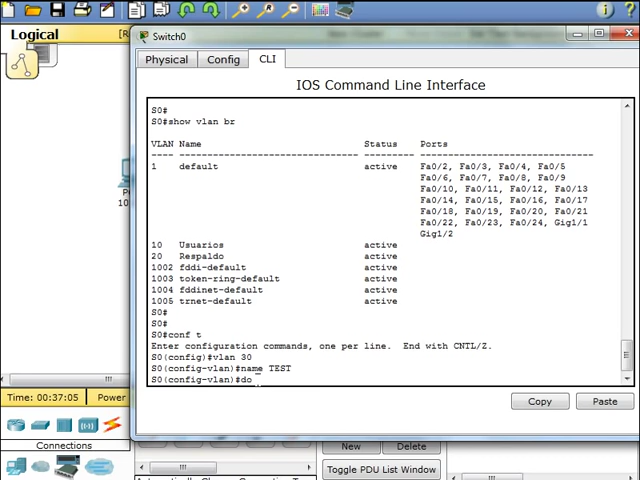 Logical
Switch0
Physical
Config
CLI
IOS Command Line Interface
S0#
S0#show vlan br
VLAN Name Status Ports
1 default active Fa0/2, Fa0/3, Fa0/4, Fa0/5
Fa0/6, Fa0/7, Fa0/8, Fa0/9
Fa0/10, Fa0/11, Fa0/12, Fa0/13
Fa0/14, Fa0/15, Fa0/16, Fa0/17
Fa0/18, Fa0/19, Fa0/20, Fa0/21
Fa0/22, Fa0/23, Fa0/24, Gig1/1
Gig1/2
10 Usuarios active
20 Respaldo active
1002 fddi-default active
1003 token-ring-default active
1004 fddinet-default active
1005 trnet-default active
S0#
S0#
S0#conf t
Enter configuration commands, one per line. End with CNTL/Z.
S0(config)#vlan 30
S0(config-vlan)#name TEST
S0(config-vlan)#do
Copy
Paste
Time: 00:37:05
Power
Connections
New
Delete
Toggle PDU List Window